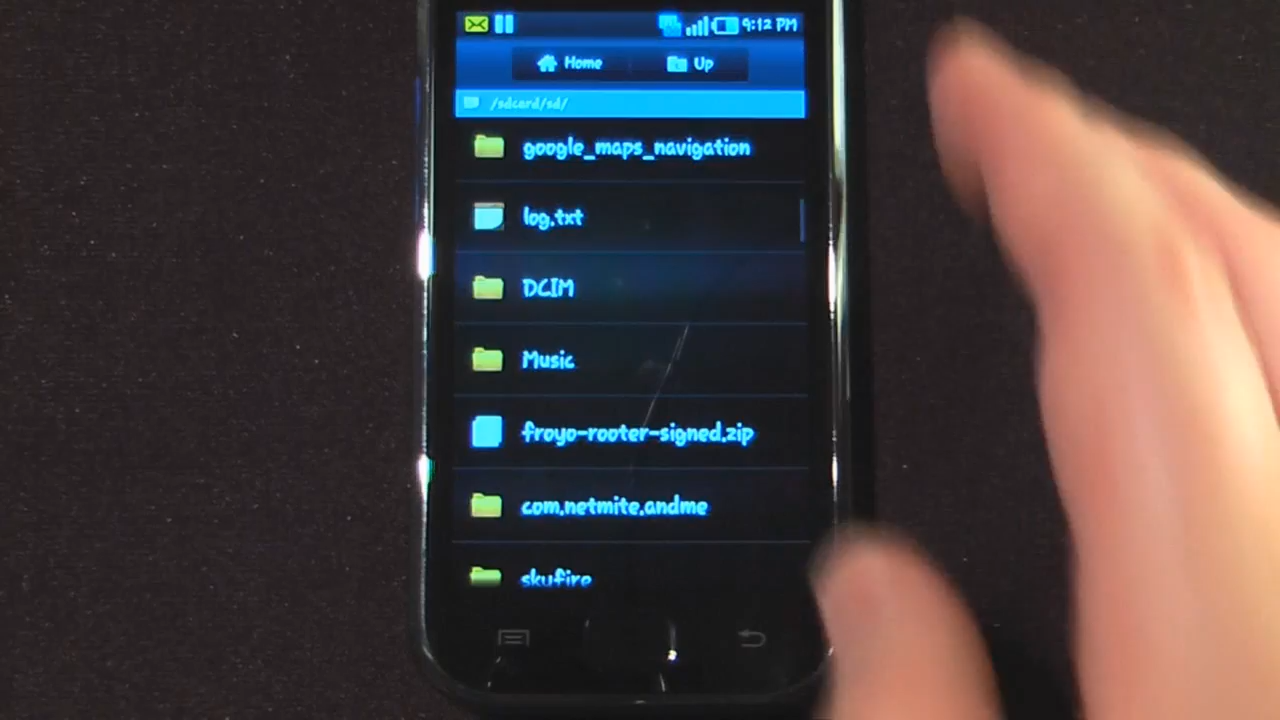 9:12 PM
Home Up
/sdcard/sd/
google_maps_navigation
log.txt
DCIM
Music
froyo-rooter-signed.zip
com.netmite.andme
skyfire